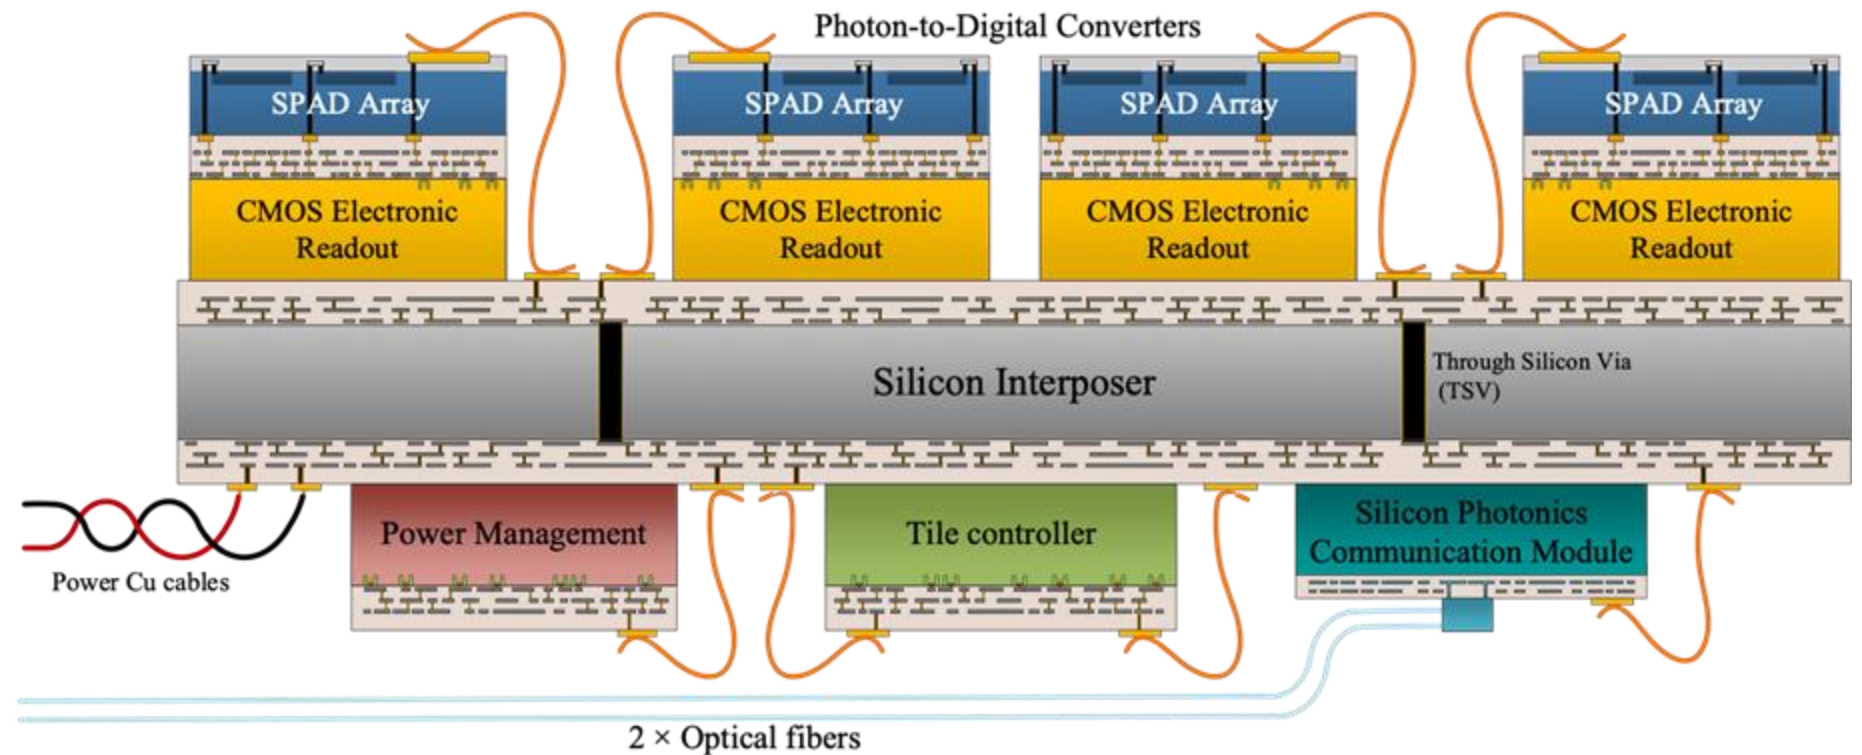 Photon-to-Digital Converters
SPAD Array
SPAD Array
SPAD Array
SPAD Array
CMOS Electronic
Readout
CMOS Electronic
Readout
CMOS Electronic
Readout
CMOS Electronic
Readout
Silicon Interposer
Through Silicon Via
(TSV)
Power Cu cables
Power Management
Tile controller
Silicon Photonics
Communication Module
2 × Optical fibers